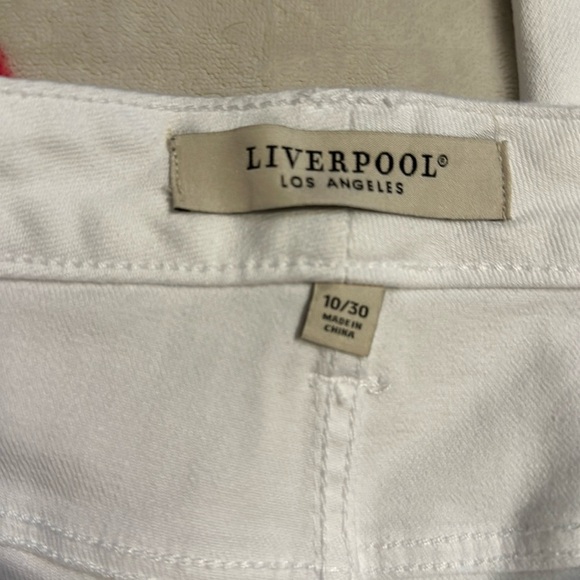 LIVERPOOL®
LOS ANGELES
10/30
MADE IN
CHINA